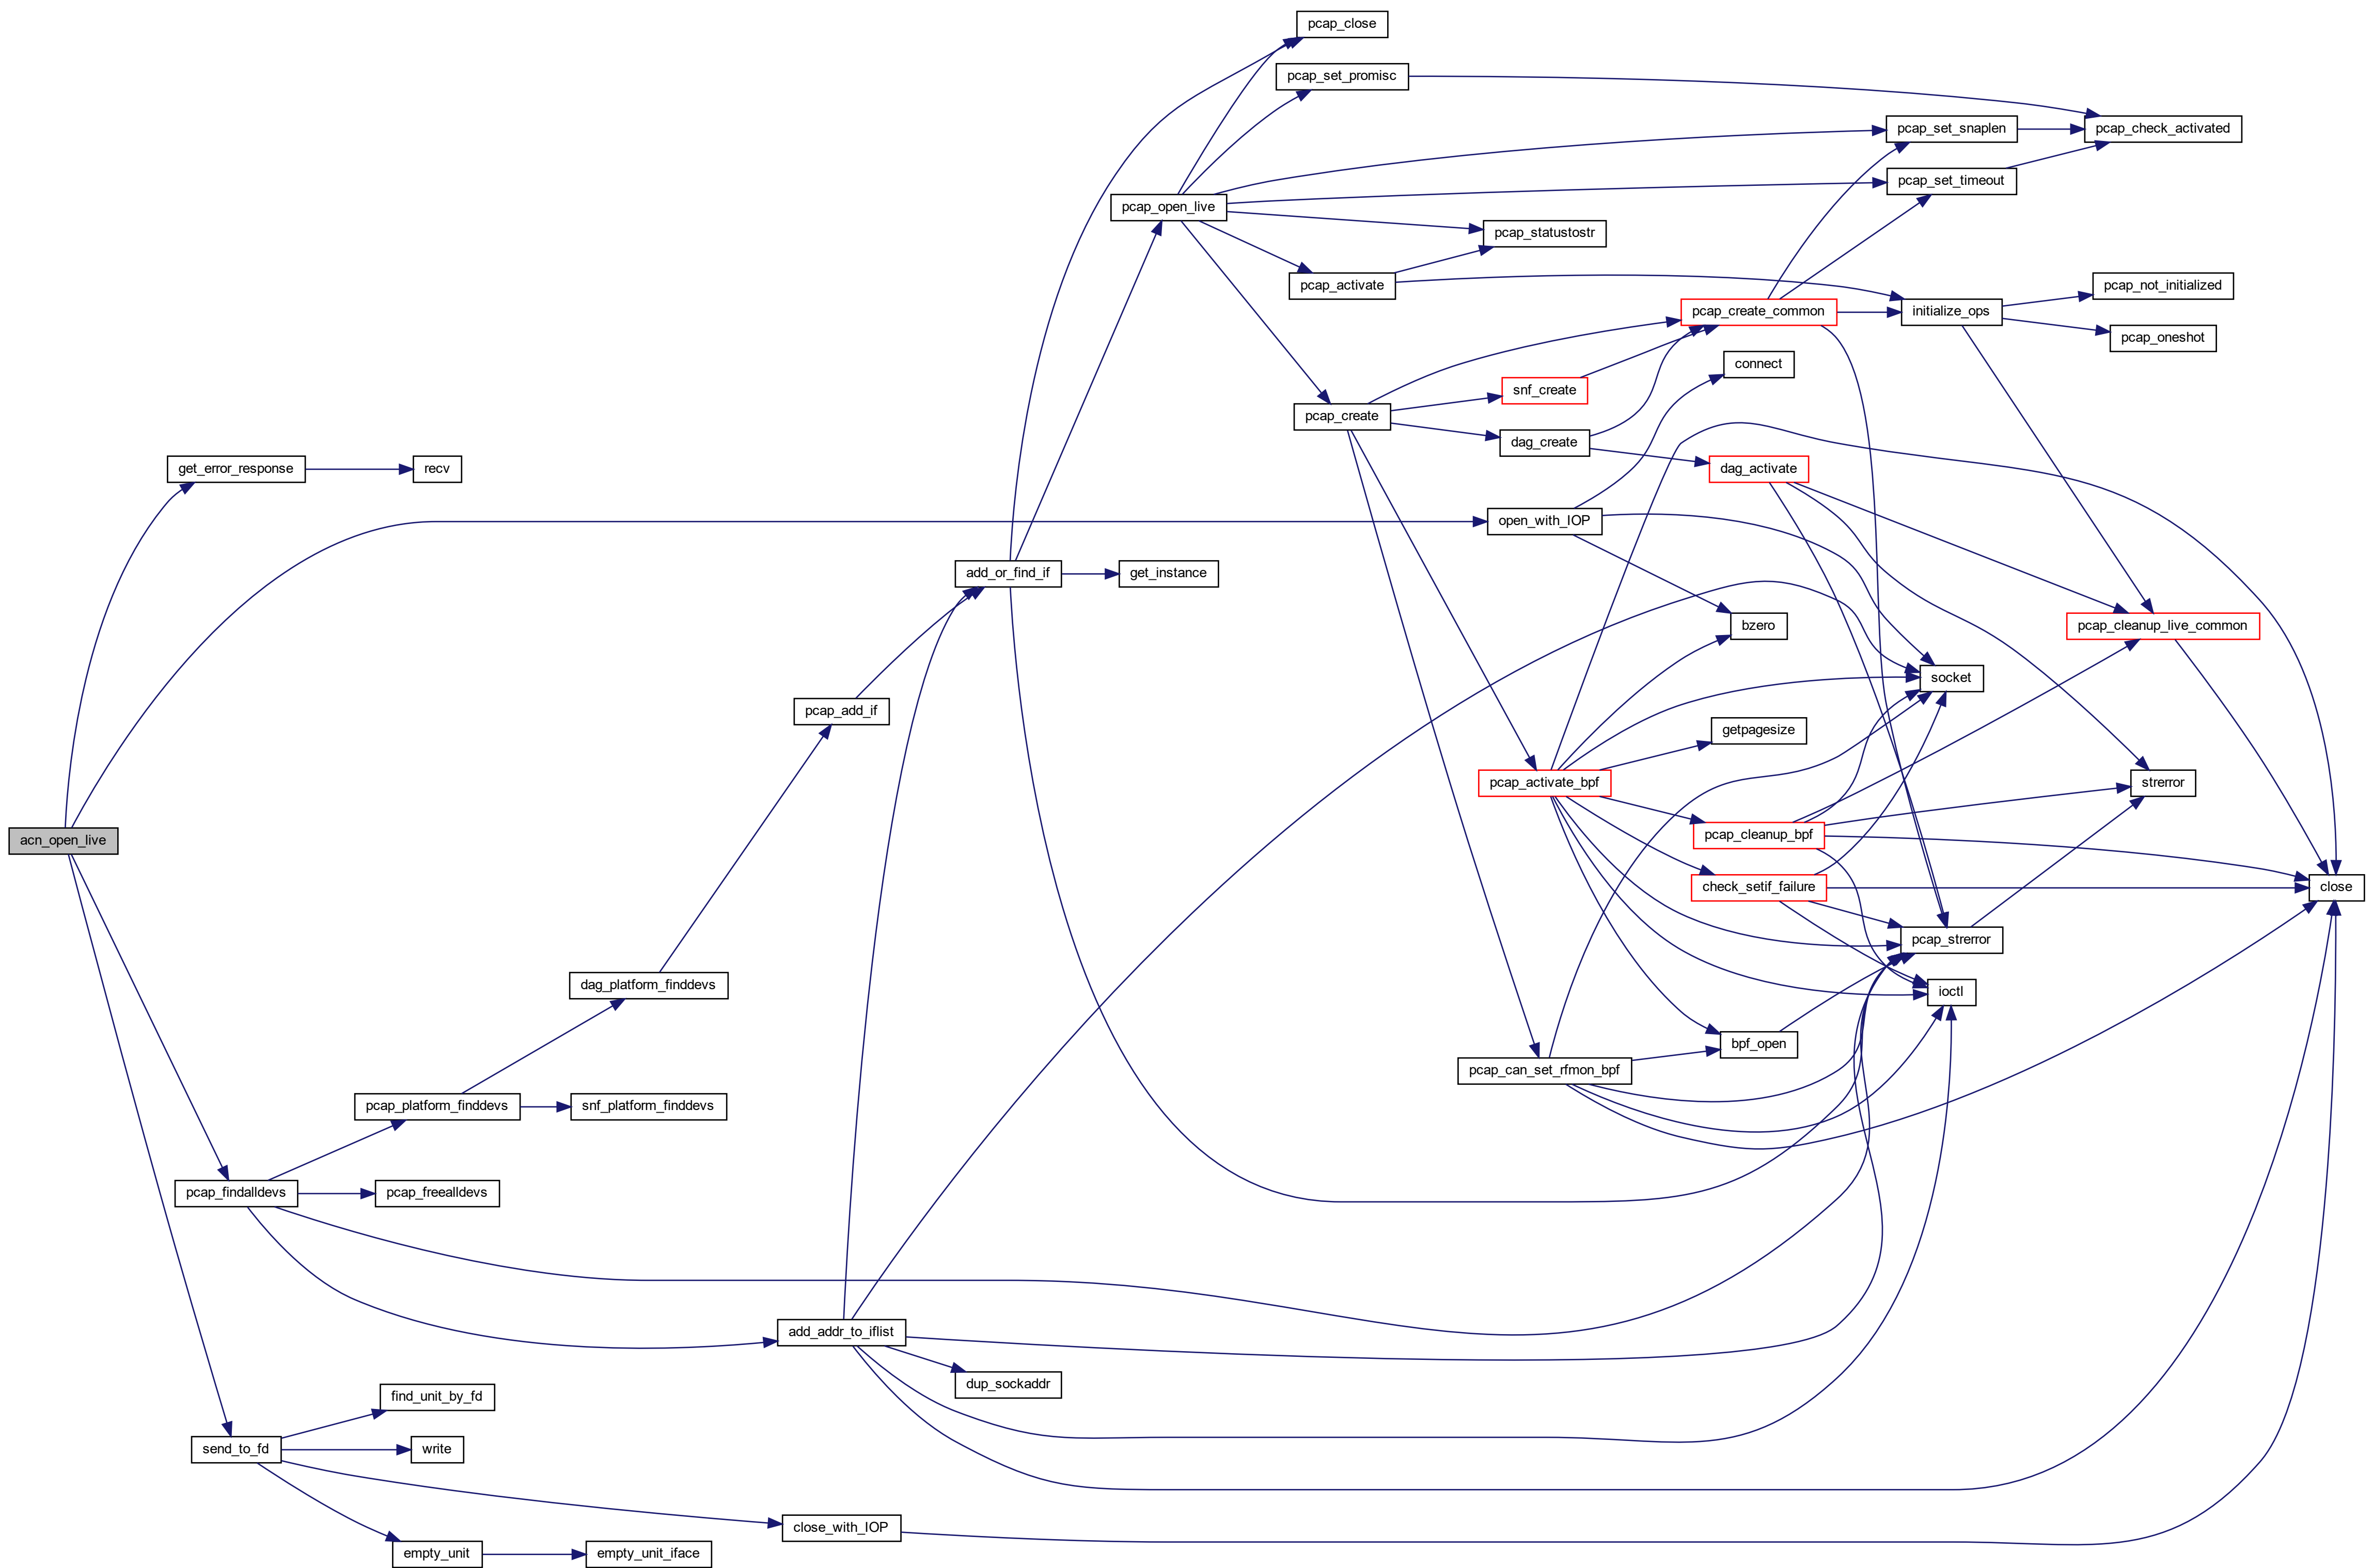 pcap_close
pcap_set_promisc
pcap_set_snaplen
pcap_check_activated
pcap_set_timeout
pcap_open_live
pcap_statustostr
pcap_activate
pcap_not_initialized
pcap_create_common
initialize_ops
pcap_oneshot
connect
snf_create
pcap_create
dag_create
get_error_response
recv
dag_activate
open_with_IOP
add_or_find_if
get_instance
bzero
pcap_cleanup_live_common
socket
pcap_add_if
getpagesize
pcap_activate_bpf
strerror
acn_open_live
pcap_cleanup_bpf
check_setif_failure
close
pcap_strerror
dag_platform_finddevs
ioctl
bpf_open
pcap_can_set_rfmon_bpf
pcap_platform_finddevs
snf_platform_finddevs
pcap_findalldevs
pcap_freealldevs
add_addr_to_iflist
dup_sockaddr
find_unit_by_fd
send_to_fd
write
close_with_IOP
empty_unit
empty_unit_iface